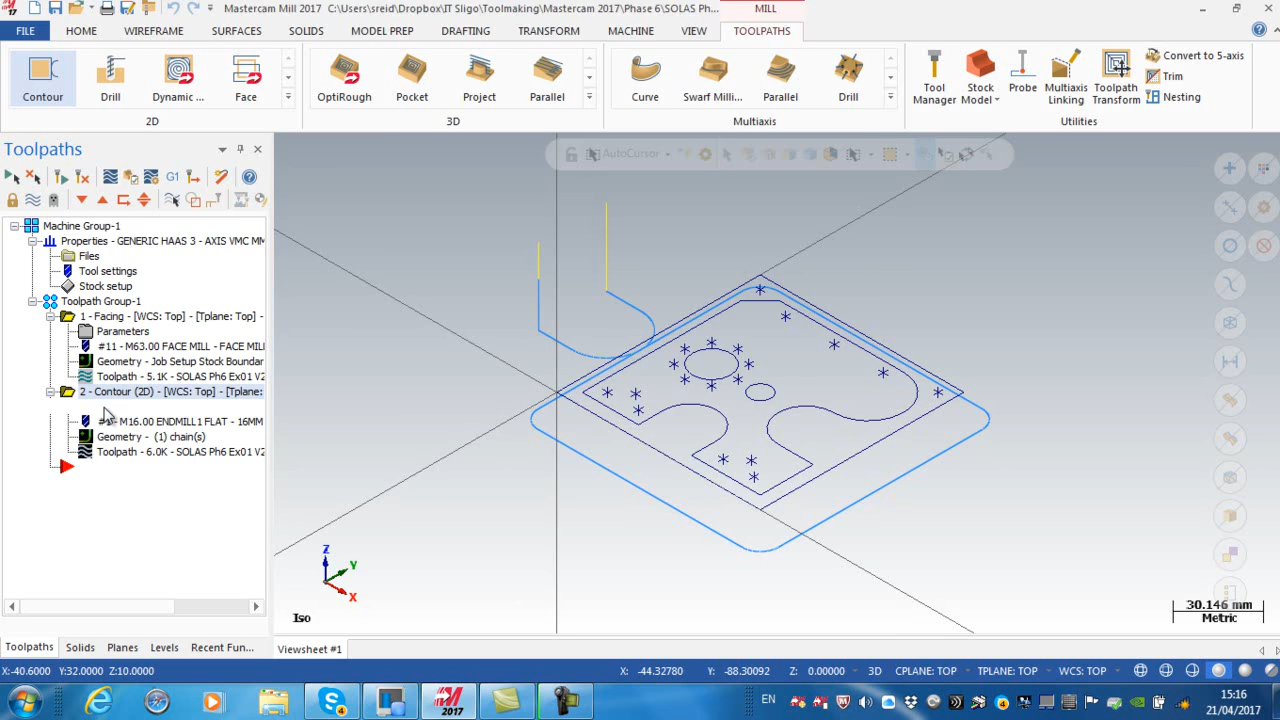 Mastercam Mill 2017 C:\Users\sreid\Dropbox\IT Sligo\Toolmaking\Mastercam 2017\Phase 6\SOLAS Ph...
MILL
FILE HOME WIREFRAME SURFACES SOLIDS MODEL PREP DRAFTING TRANSFORM MACHINE VIEW TOOLPATHS
Contour Drill Dynamic ... Face
2D
OptiRough Pocket Project Parallel
3D
Curve Swarf Milli... Parallel Drill
Multiaxis
Tool Manager
Stock Model
Probe
Multiaxis Linking
Toolpath Transform
Convert to 5-axis
Trim
Nesting
Utilities
Toolpaths
AutoCursor
G1
Machine Group-1
Properties - GENERIC HAAS 3 - AXIS VMC MM
Files
Tool settings
Stock setup
Toolpath Group-1
1 - Facing - [WCS: Top] - [Tplane: Top] -
Parameters
#11 - M63.00 FACE MILL - FACE MILL
Geometry - Job Setup Stock Boundar
Toolpath - 5.1K - SOLAS Ph6 Ex01 V2
2 - Contour (2D) - [WCS: Top] - [Tplane:
M16.00 ENDMILL1 FLAT - 16MM
Geometry - (1) chain(s)
Toolpath - 6.0K - SOLAS Ph6 Ex01 V2
Z
Y
X
Iso
30.146 mm
Metric
Toolpaths Solids Planes Levels Recent Fun...
Viewsheet #1
X:-40.6000 Y:32.0000 Z:10.0000
X: -44.32780 Y: -88.30092 Z: 0.00000 3D CPLANE: TOP TPLANE: TOP WCS: TOP
2017
EN
15:16
21/04/2017